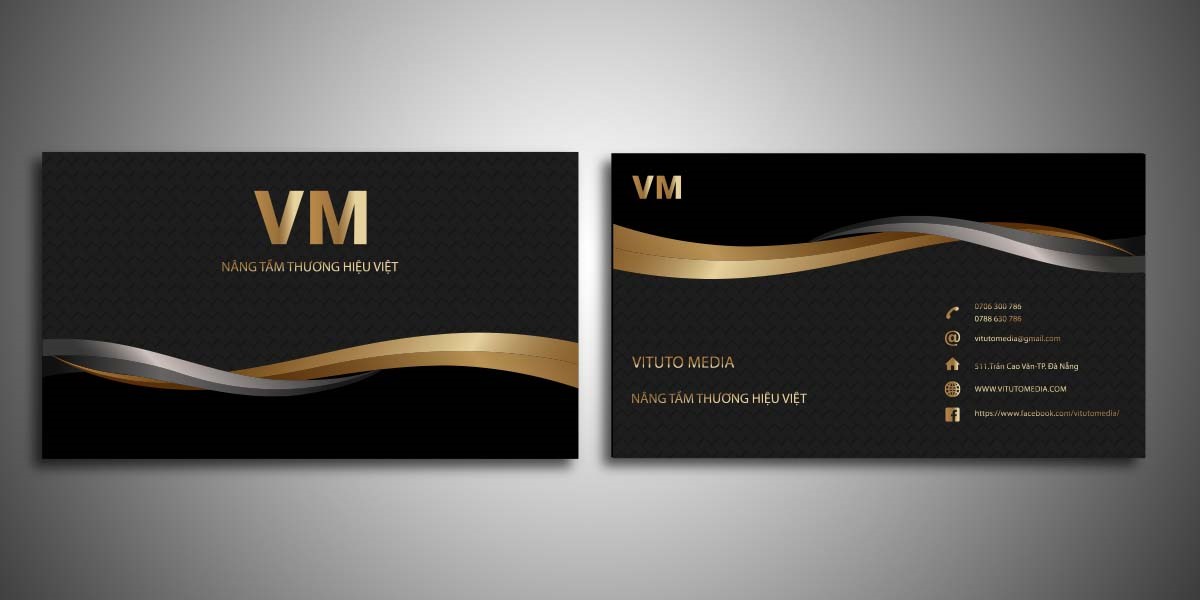 VM
NÂNG TẦM THƯƠNG HIỆU VIỆT
VM
VITUTO MEDIA
NÂNG TẦM THƯƠNG HIỆU VIỆT
0706 300 786
0788 630 786
vitutomedia@gmail.com
511.Trần Cao Vân-TP, Đà Nẵng
WWW.VITUTOMEDIA.COM
https://www.facebook.com/vitutomedia/